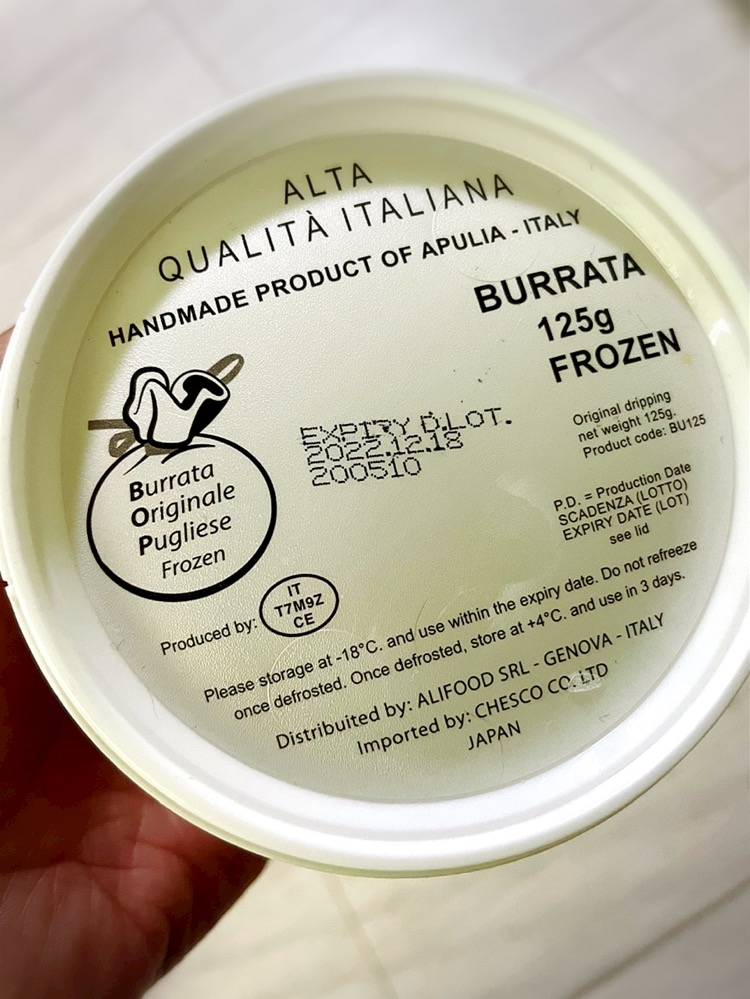 ALTA
QUALITÀ ITALIANA
HANDMADE PRODUCT OF APULIA - ITALY
BURRATA
125g
FROZEN
Burrata
Originale
Pugliese
Frozen
EXPIRY D.LOT.
2022.12.18
200510
Original dripping
net weight 125g.
Product code: BU125
P.D. = Production Date
SCADENZA (LOTTO)
EXPIRY DATE (LOT)
see lid
Produced by:
IT
T7M9Z
CE
Please storage at -18°C. and use within the expiry date. Do not refreeze
once defrosted. Once defrosted, store at +4°C. and use in 3 days.
Distribuited by: ALIFOOD SRL - GENOVA - ITALY
Imported by: CHESCO CO. LTD
JAPAN